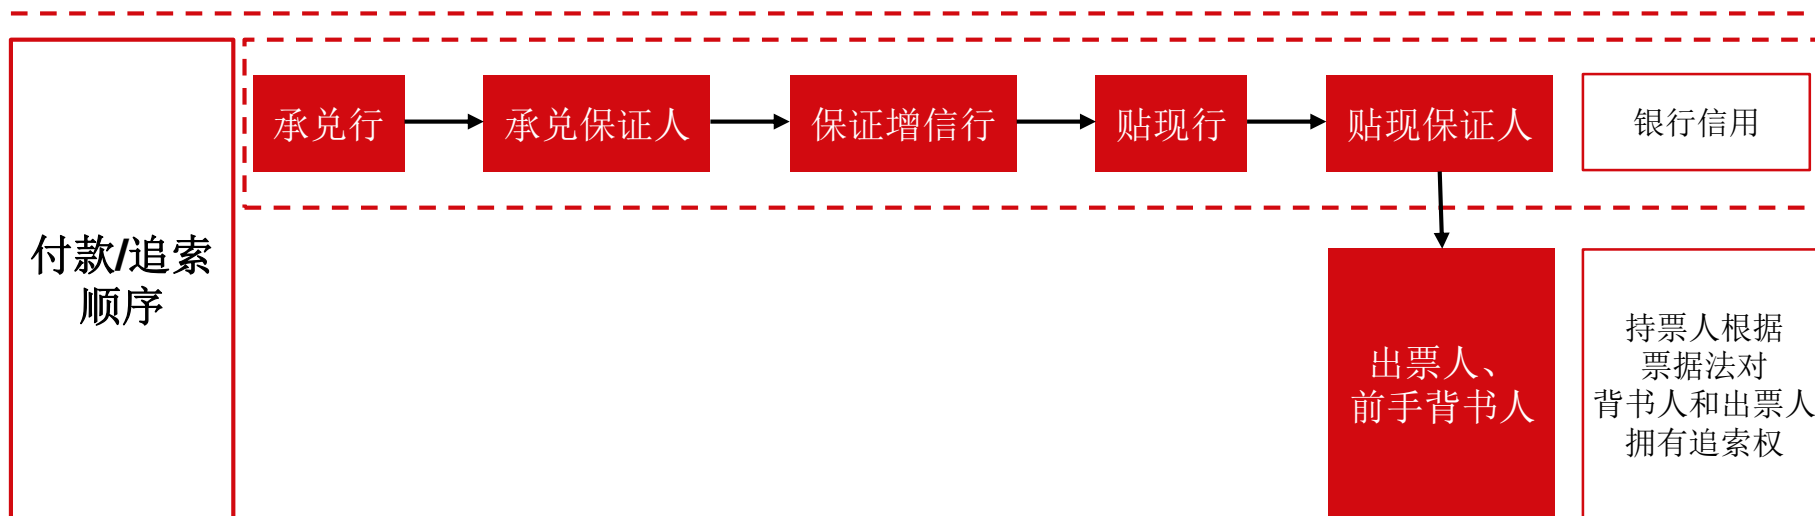 付款/追索
顺序
承兑行
承兑保证人
保证增信行
贴现行
贴现保证人
银行信用
出票人、
前手背书人
持票人根据
票据法对
背书人和出票人
拥有追索权